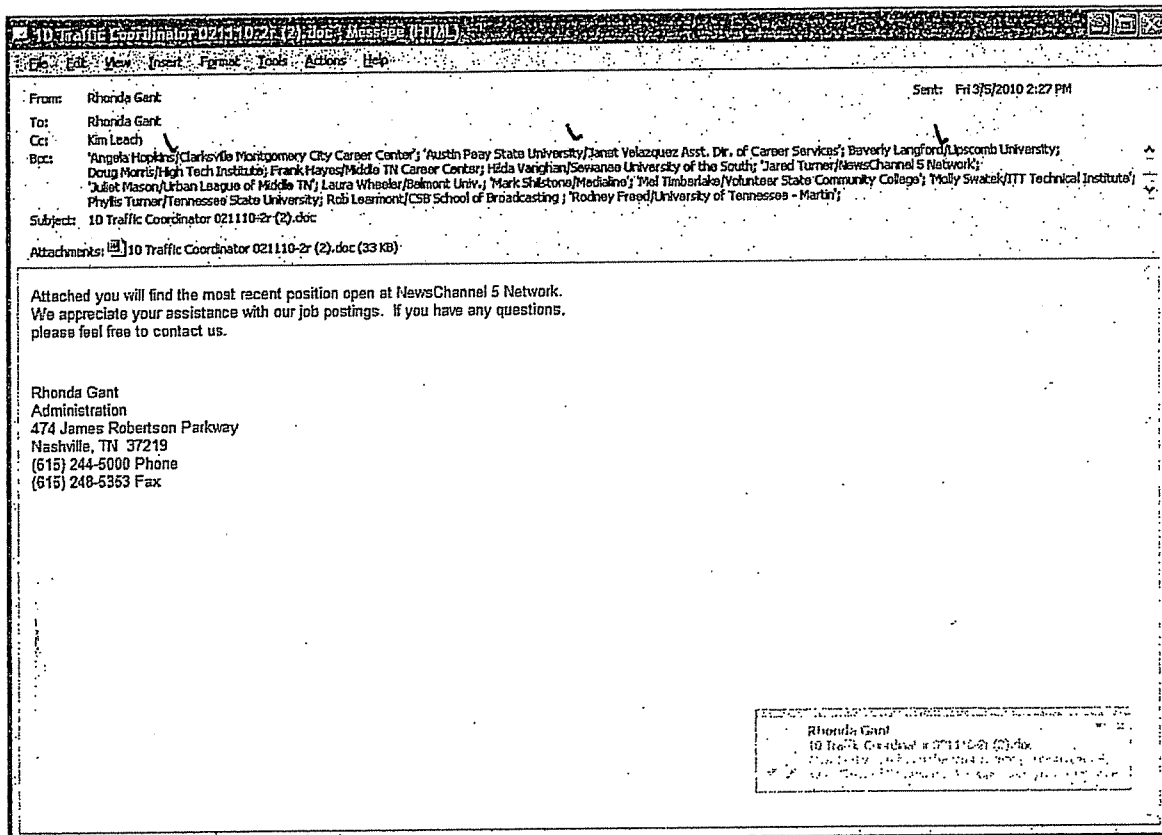 10 Traffic Coordinator 021110-2r (2).doc - Message (HTML)
File Edit View Insert Format Tools Actions Help
From: Rhonda Gant
Sent: Fri 3/5/2010 2:27 PM
To: Rhonda Gant
Cc: Kim Leach
Bcc: 'Angela Hopkins/Clarksville Montgomery City Career Center'; 'Austin Peay State University/Janet Velazquez Asst. Dir. of Career Services'; Beverly Langford/Lipscomb University;
Doug Morris/High Tech Institute; Frank Hayes/Middle TN Career Center; Hilda Vaughan/Sewanee University of the South; 'Jared Turner/NewsChannel 5 Network';
'Juliet Mason/Urban League of Middle TN'; Laura Wheeler/Belmont Univ.; 'Mark Shilstone/Medialine'; 'Mel Timberlake/Volunteer State Community College'; 'Molly Swatek/ITT Technical Institute';
Phyllis Turner/Tennessee State University; Rob Learmont/CSB School of Broadcasting ; 'Rodney Freed/University of Tennessee - Martin';
Subject: 10 Traffic Coordinator 021110-2r (2).doc
Attachments: 10 Traffic Coordinator 021110-2r (2).doc (33 KB)
Attached you will find the most recent position open at NewsChannel 5 Network.
We appreciate your assistance with our job postings. If you have any questions,
please feel free to contact us.
Rhonda Gant
Administration
474 James Robertson Parkway
Nashville, TN 37219
(615) 244-5000 Phone
(615) 248-5353 Fax
Rhonda Gant
10 Traffic Coordinator 021110-2r (2).doc